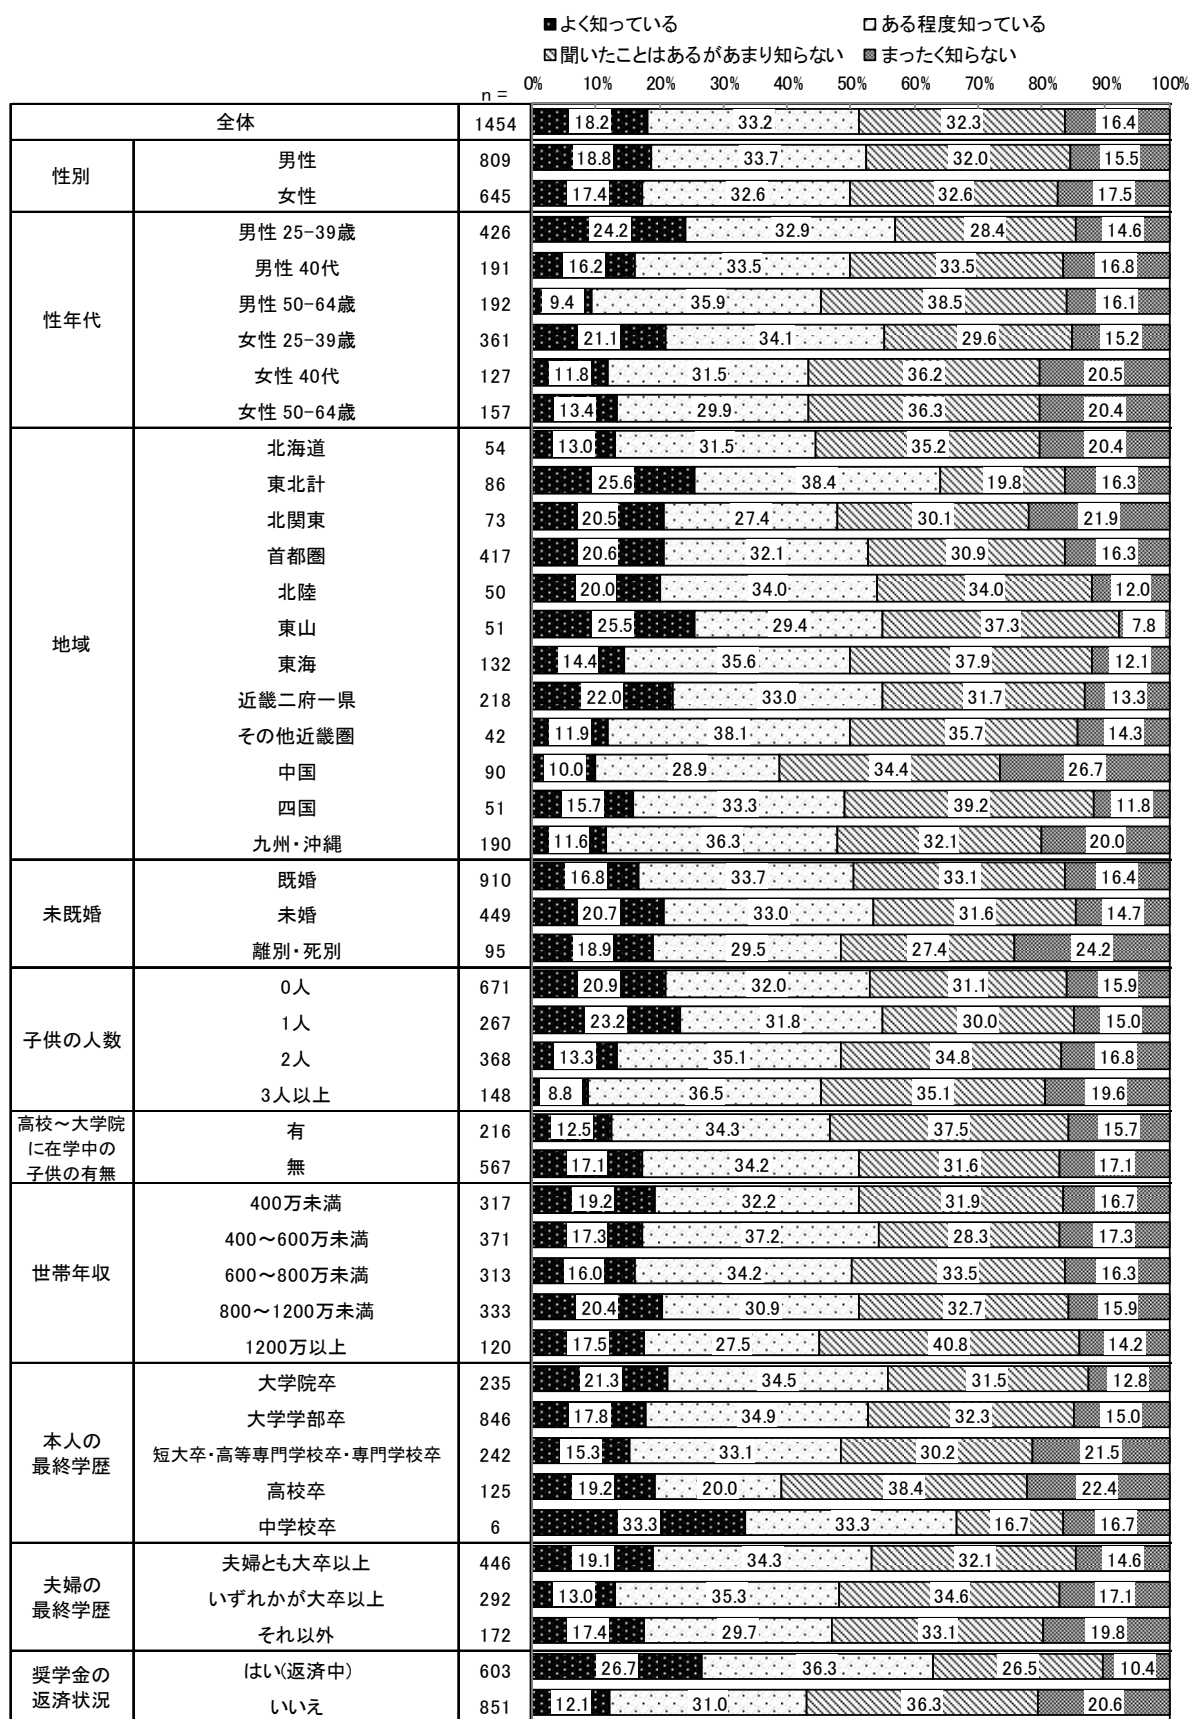 ■よく知っている　□ある程度知っている
聞いたことはあるがあまり知らない　まったく知らない
n = 0% 10% 20% 30% 40% 50% 60% 70% 80% 90% 100%
全体 1454 18.2 33.2 32.3 16.4
性別
男性 809 18.8 33.7 32.0 15.5
女性 645 17.4 32.6 32.6 17.5
性年代
男性 25-39歳 426 24.2 32.9 28.4 14.6
男性 40代 191 16.2 33.5 33.5 16.8
男性 50-64歳 192 9.4 35.9 38.5 16.1
女性 25-39歳 361 21.1 34.1 29.6 15.2
女性 40代 127 11.8 31.5 36.2 20.5
女性 50-64歳 157 13.4 29.9 36.3 20.4
地域
北海道 54 13.0 31.5 35.2 20.4
東北計 86 25.6 38.4 19.8 16.3
北関東 73 20.5 27.4 30.1 21.9
首都圏 417 20.6 32.1 30.9 16.3
北陸 50 20.0 34.0 34.0 12.0
東山 51 25.5 29.4 37.3 7.8
東海 132 14.4 35.6 37.9 12.1
近畿二府一県 218 22.0 33.0 31.7 13.3
その他近畿圏 42 11.9 38.1 35.7 14.3
中国 90 10.0 28.9 34.4 26.7
四国 51 15.7 33.3 39.2 11.8
九州・沖縄 190 11.6 36.3 32.1 20.0
未既婚
既婚 910 16.8 33.7 33.1 16.4
未婚 449 20.7 33.0 31.6 14.7
離別・死別 95 18.9 29.5 27.4 24.2
子供の人数
0人 671 20.9 32.0 31.1 15.9
1人 267 23.2 31.8 30.0 15.0
2人 368 13.3 35.1 34.8 16.8
3人以上 148 8.8 36.5 35.1 19.6
高校～大学院
に在学中の
子供の有無
有 216 12.5 34.3 37.5 15.7
無 567 17.1 34.2 31.6 17.1
世帯年収
400万未満 317 19.2 32.2 31.9 16.7
400～600万未満 371 17.3 37.2 28.3 17.3
600～800万未満 313 16.0 34.2 33.5 16.3
800～1200万未満 333 20.4 30.9 32.7 15.9
1200万以上 120 17.5 27.5 40.8 14.2
本人の
最終学歴
大学院卒 235 21.3 34.5 31.5 12.8
大学学部卒 846 17.8 34.9 32.3 15.0
短大卒・高等専門学校卒・専門学校卒 242 15.3 33.1 30.2 21.5
高校卒 125 19.2 20.0 38.4 22.4
中学校卒 6 33.3 33.3 16.7 16.7
夫婦の
最終学歴
夫婦とも大卒以上 446 19.1 34.3 32.1 14.6
いずれかが大卒以上 292 13.0 35.3 34.6 17.1
それ以外 172 17.4 29.7 33.1 19.8
奨学金の
返済状況
はい(返済中) 603 26.7 36.3 26.5 10.4
いいえ 851 12.1 31.0 36.3 20.6